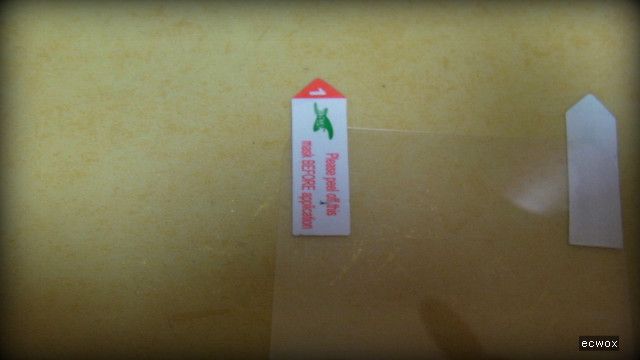 1
Please peel off this
mask BEFORE application
ecwox